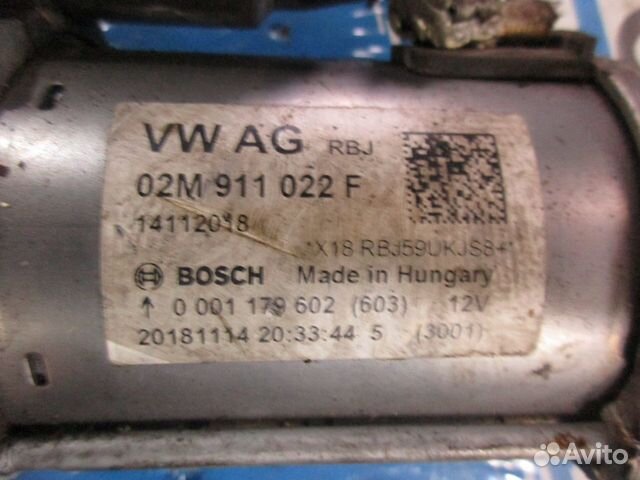 VW AG RBJ
02M 911 022 F
14112018
*X18 RBJ59UKJS8+*
BOSCH Made in Hungary
↑ 0 001 179 602 (603) 12V
20181114 20:33:44 5 (3001)
Avito